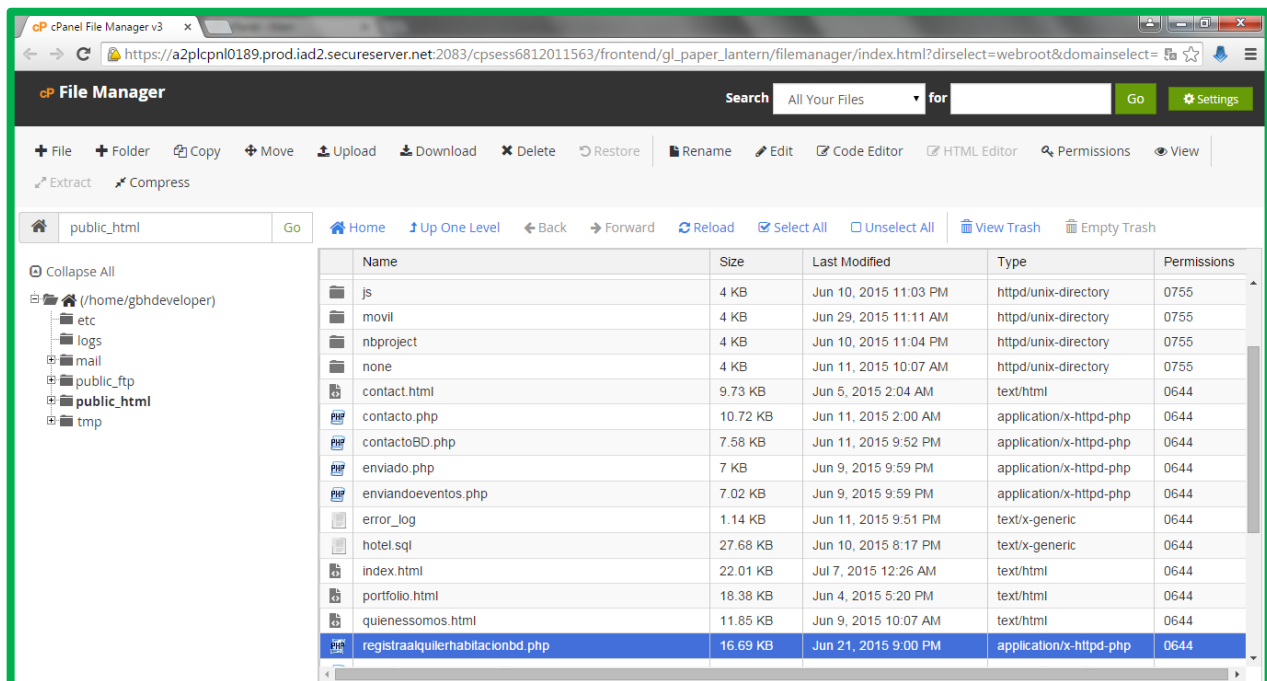 cP cPanel File Manager v3 ×
https://a2plcpnl0189.prod.iad2.secureserver.net:2083/cpsess6812011563/frontend/gl_paper_lantern/filemanager/index.html?dirselect=webroot&domainselect=
cP File Manager Search All Your Files for Go Settings
File Folder Copy Move Upload Download Delete Restore Rename Edit Code Editor HTML Editor Permissions View
Extract Compress
public_html Go Home Up One Level Back Forward Reload Select All Unselect All View Trash Empty Trash
Collapse All
(/home/gbhdeveloper)
etc
logs
mail
public_ftp
public_html
tmp
Name Size Last Modified Type Permissions
js 4 KB Jun 10, 2015 11:03 PM httpd/unix-directory 0755
movil 4 KB Jun 29, 2015 11:11 AM httpd/unix-directory 0755
nbproject 4 KB Jun 10, 2015 11:04 PM httpd/unix-directory 0755
none 4 KB Jun 11, 2015 10:07 AM httpd/unix-directory 0755
contact.html 9.73 KB Jun 5, 2015 2:04 AM text/html 0644
PHP contacto.php 10.72 KB Jun 11, 2015 2:00 AM application/x-httpd-php 0644
PHP contactoBD.php 7.58 KB Jun 11, 2015 9:52 PM application/x-httpd-php 0644
PHP enviado.php 7 KB Jun 9, 2015 9:59 PM application/x-httpd-php 0644
PHP enviandoeventos.php 7.02 KB Jun 9, 2015 9:59 PM application/x-httpd-php 0644
error_log 1.14 KB Jun 11, 2015 9:51 PM text/x-generic 0644
hotel.sql 27.68 KB Jun 10, 2015 8:17 PM text/x-generic 0644
index.html 22.01 KB Jul 7, 2015 12:26 AM text/html 0644
portfolio.html 18.38 KB Jun 4, 2015 5:20 PM text/html 0644
quienessomos.html 11.85 KB Jun 9, 2015 10:07 AM text/html 0644
PHP registraalquilerhabitacionbd.php 16.69 KB Jun 21, 2015 9:00 PM application/x-httpd-php 0644